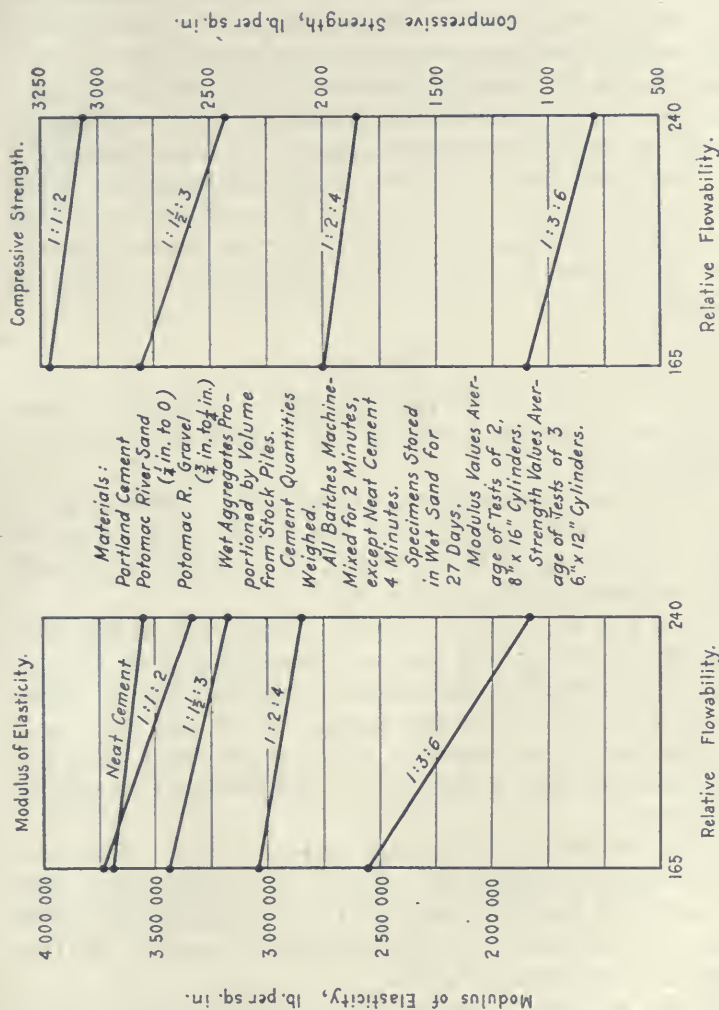 Modulus of Elasticity.
Modulus of Elasticity, lb. per sq. in.
4 000 000
3 500 000
3 000 000
2 500 000
2 000 000
Neat Cement
1:1:2
1:1½:3
1:2:4
1:3:6
165
240
Relative Flowability.
Materials:
Portland Cement
Potomac River Sand
(¼ in. to 0)
Potomac R. Gravel
(¾ in. to ¼ in.)
Wet Aggregates Pro-
portioned by Volume
from Stock Piles.
Cement Quantities
Weighed.
All Batches Machine-
Mixed for 2 Minutes,
except Neat Cement
4 Minutes.
Specimens Stored
in Wet Sand for
27 Days.
Modulus Values Aver-
age of Tests of 2,
8" x 16" Cylinders.
Strength Values Aver-
age of Tests of 3
6" x 12" Cylinders.
Compressive Strength.
3250
3000
2500
2000
1500
1000
500
Compressive Strength, lb. per sq. in.
1:1:2
1:1½:3
1:2:4
1:3:6
165
240
Relative Flowability.